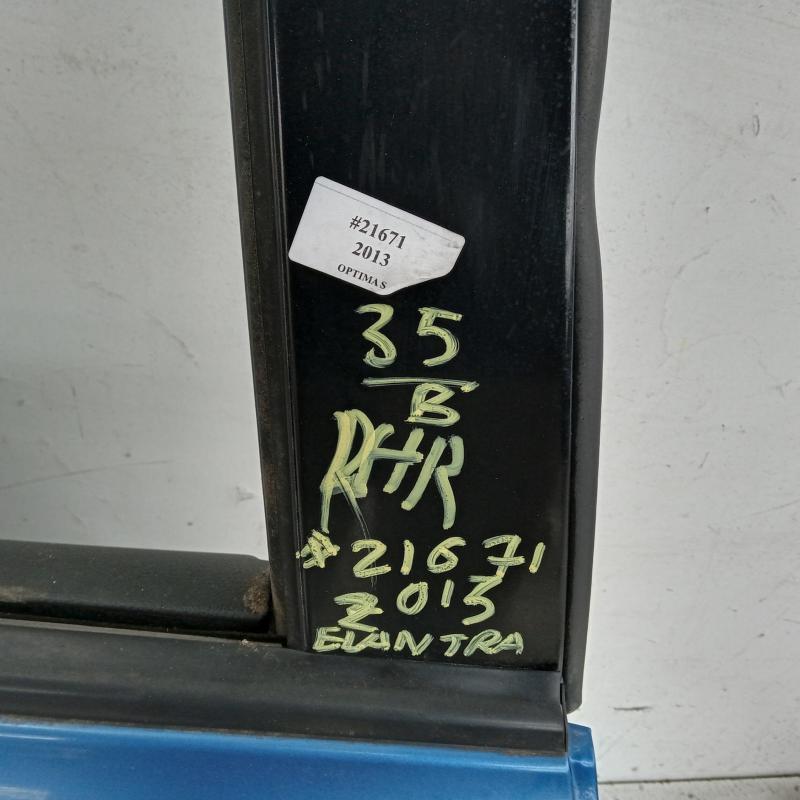 #21671
2013
OPTIMA S
35
B
RHR
#21671
2013
ELANTRA